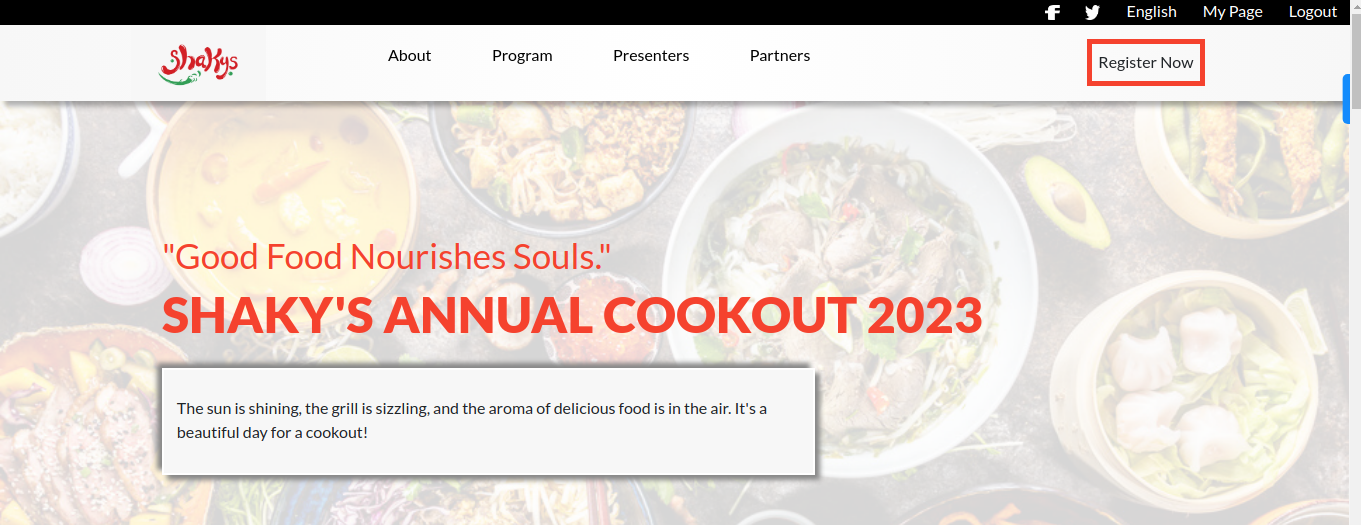 English My Page Logout
shakys
About Program Presenters Partners
Register Now
"Good Food Nourishes Souls."
SHAKY'S ANNUAL COOKOUT 2023
The sun is shining, the grill is sizzling, and the aroma of delicious food is in the air. It's a
beautiful day for a cookout!